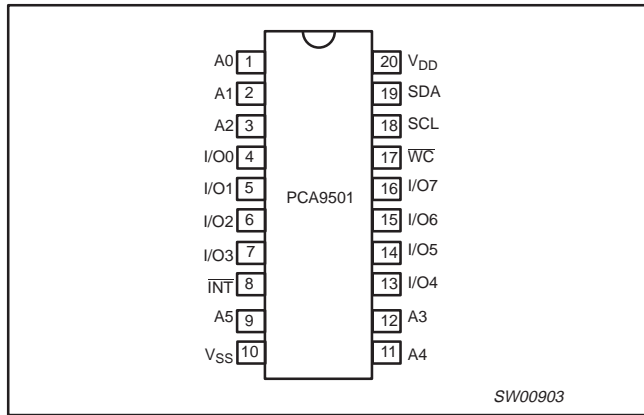 A0 1 20 VDD
A1 2 19 SDA
A2 3 18 SCL
I/O0 4 17 W̅C̅
I/O1 5 16 I/O7
PCA9501
I/O2 6 15 I/O6
I/O3 7 14 I/O5
I̅N̅T̅ 8 13 I/O4
A5 9 12 A3
VSS 10 11 A4
SW00903